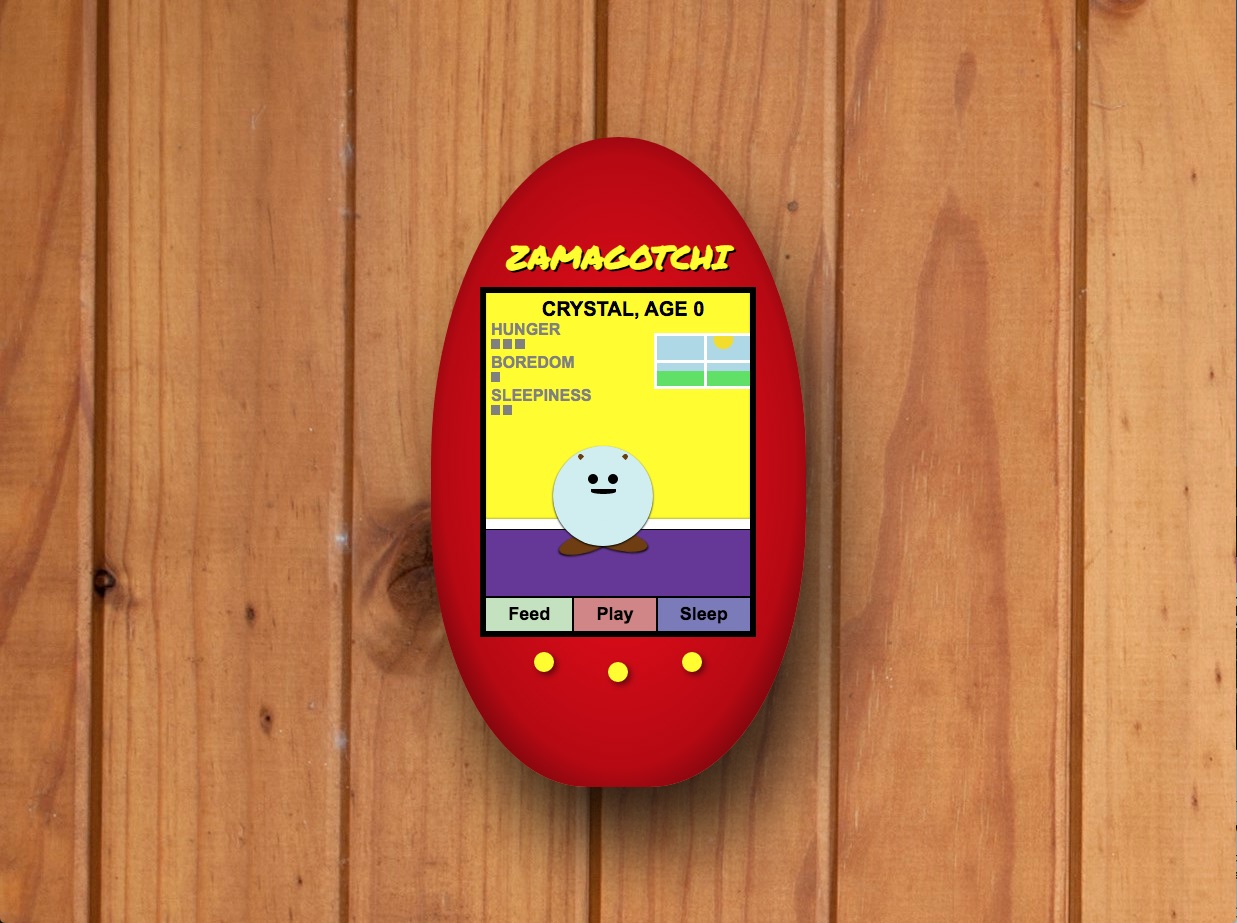 ZAMAGOTCHI
CRYSTAL, AGE 0
HUNGER
BOREDOM
SLEEPINESS
Feed Play Sleep